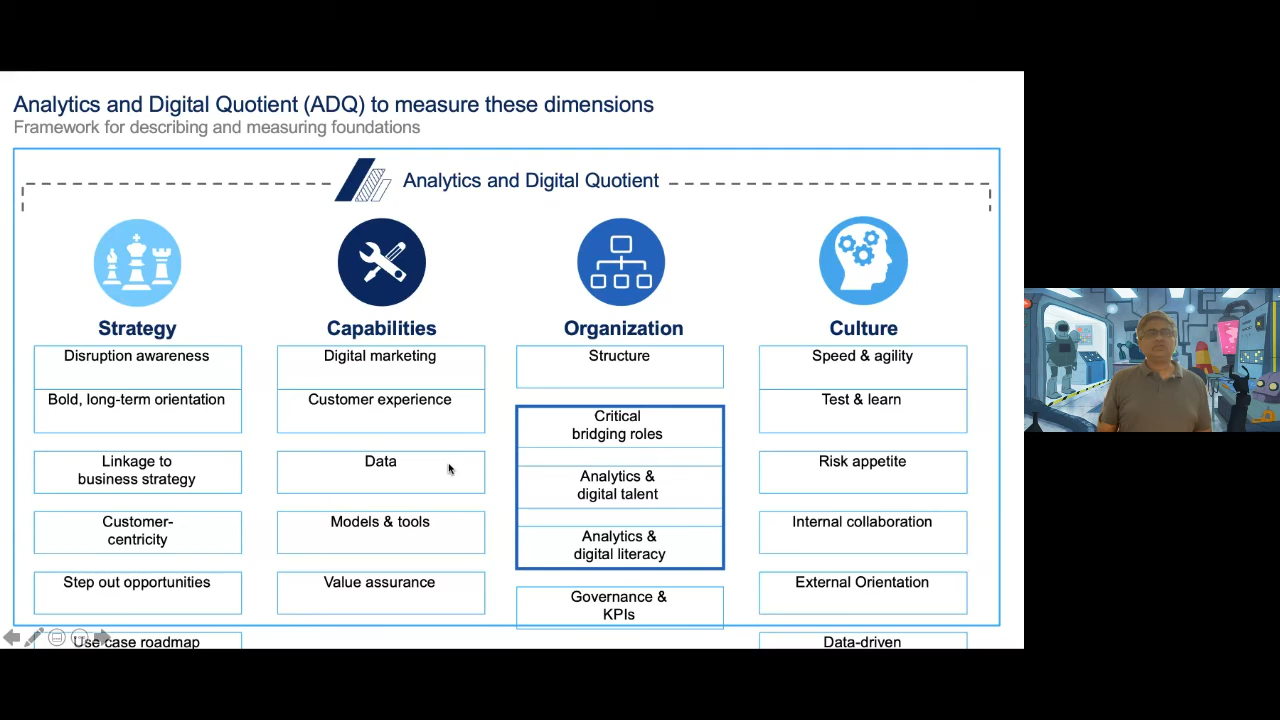 Analytics and Digital Quotient (ADQ) to measure these dimensions
Framework for describing and measuring foundations
Analytics and Digital Quotient
Strategy
Disruption awareness
Bold, long-term orientation
Linkage to
business strategy
Customer-
centricity
Step out opportunities
Use case roadmap
Capabilities
Digital marketing
Customer experience
Data
Models & tools
Value assurance
Organization
Structure
Critical
bridging roles
Analytics &
digital talent
Analytics &
digital literacy
Governance &
KPIs
Culture
Speed & agility
Test & learn
Risk appetite
Internal collaboration
External Orientation
Data-driven